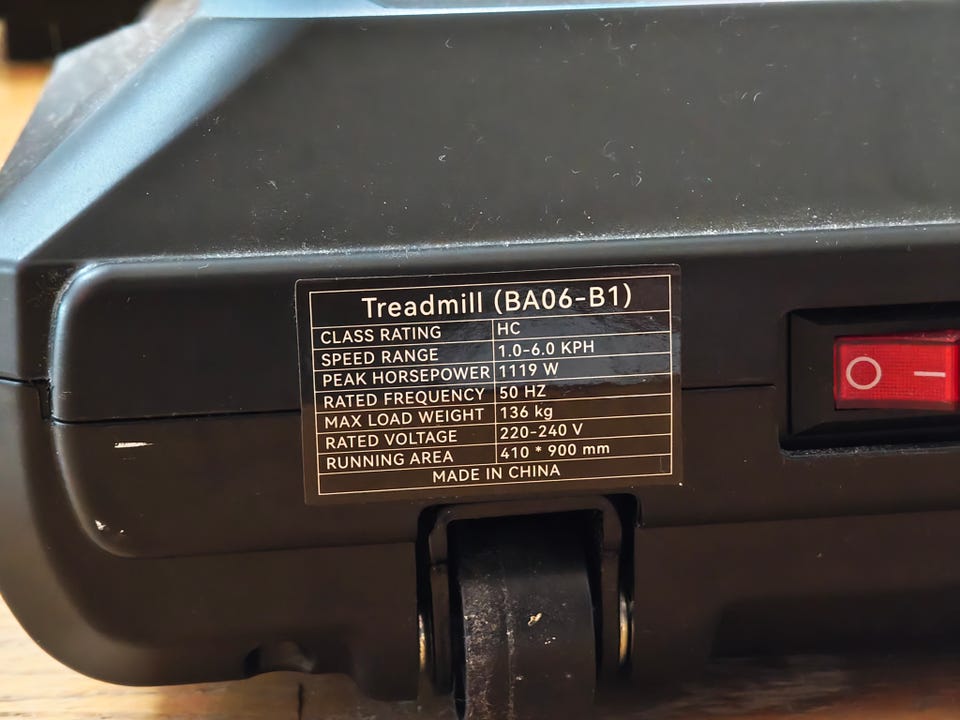 Treadmill (BA06-B1)
CLASS RATING HC
SPEED RANGE 1.0-6.0 KPH
PEAK HORSEPOWER 1119 W
RATED FREQUENCY 50 HZ
MAX LOAD WEIGHT 136 kg
RATED VOLTAGE 220-240 V
RUNNING AREA 410 * 900 mm
MADE IN CHINA